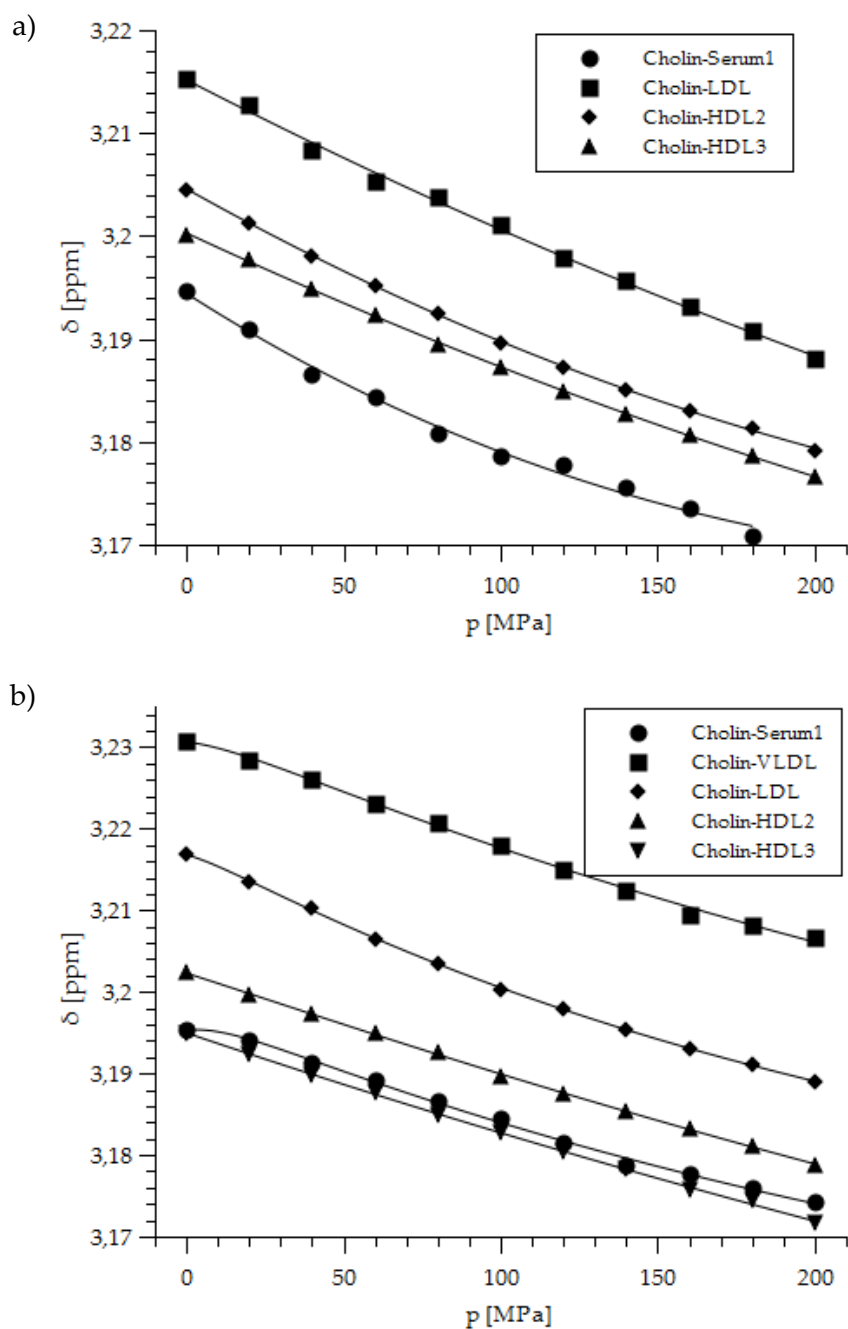 a)
3,22
3,21
3,2
3,19
3,18
3,17
δ [ppm]
Cholin-Serum1
Cholin-LDL
Cholin-HDL2
Cholin-HDL3
0
50
100
150
200
p [MPa]
b)
3,23
3,22
3,21
3,2
3,19
3,18
3,17
δ [ppm]
Cholin-Serum1
Cholin-VLDL
Cholin-LDL
Cholin-HDL2
Cholin-HDL3
0
50
100
150
200
p [MPa]